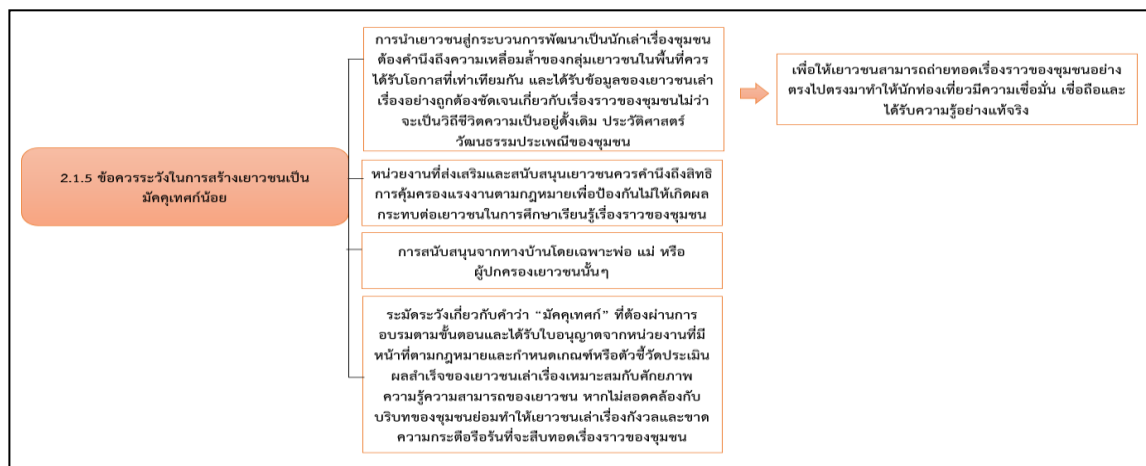 2.1.5 ข้อควรระวังในการสร้างเยาวชนเป็น
มัคคุเทศก์น้อย
การนำเยาวชนสู่กระบวนการพัฒนาเป็นนักเล่าเรื่องชุมชน
ต้องคำนึงถึงความเหลื่อมล้ำของกลุ่มเยาวชนในพื้นที่ควร
ได้รับโอกาสที่เท่าเทียมกัน และได้รับข้อมูลของเยาวชนเล่า
เรื่องอย่างถูกต้องชัดเจนเกี่ยวกับเรื่องราวของชุมชนไม่ว่า
จะเป็นวิถีชีวิตความเป็นอยู่ดั้งเดิม ประวัติศาสตร์
วัฒนธรรมประเพณีของชุมชน
เพื่อให้เยาวชนสามารถถ่ายทอดเรื่องราวของชุมชนอย่าง
ตรงไปตรงมาทำให้นักท่องเที่ยวมีความเชื่อมั่น เชื่อถือและ
ได้รับความรู้อย่างแท้จริง
หน่วยงานที่ส่งเสริมและสนับสนุนเยาวชนควรคำนึงถึงสิทธิ
การคุ้มครองแรงงานตามกฎหมายเพื่อป้องกันไม่ให้เกิดผล
กระทบต่อเยาวชนในการศึกษาเรียนรู้เรื่องราวของชุมชน
การสนับสนุนจากทางบ้านโดยเฉพาะพ่อ แม่ หรือ
ผู้ปกครองเยาวชนนั้นๆ
ระมัดระวังเกี่ยวกับคำว่า “มัคคุเทศก์” ที่ต้องผ่านการ
อบรมตามขั้นตอนและได้รับใบอนุญาตจากหน่วยงานที่มี
หน้าที่ตามกฎหมายและกำหนดเกณฑ์หรือตัวชี้วัดประเมิน
ผลสำเร็จของเยาวชนเล่าเรื่องเหมาะสมกับศักยภาพ
ความรู้ความสามารถของเยาวชน หากไม่สอดคล้องกับ
บริบทของชุมชนย่อมทำให้เยาวชนเล่าเรื่องกังวลและขาด
ความกระตือรือร้นที่จะสืบทอดเรื่องราวของชุมชน